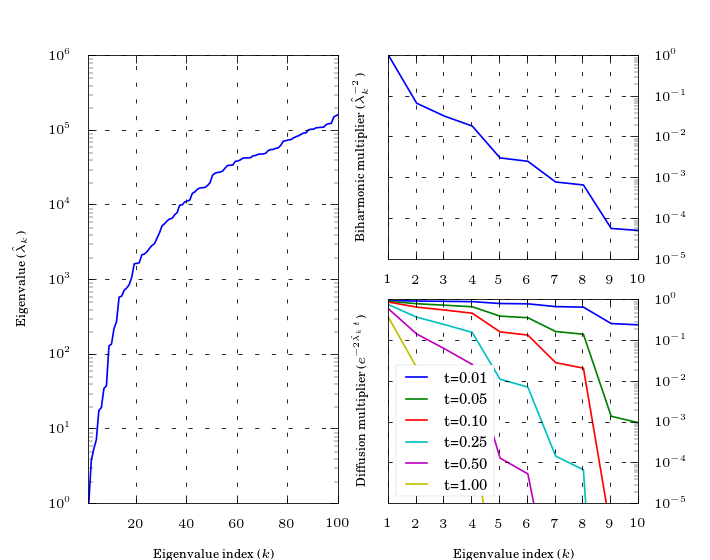 10^6
10^5
10^4
10^3
10^2
10^1
10^0
Eigenvalue (λ̂_k)
20 40 60 80 100
Eigenvalue index (k)
Biharmonic multiplier (λ̂_k^{-2})
10^0
10^{-1}
10^{-2}
10^{-3}
10^{-4}
10^{-5}
1 2 3 4 5 6 7 8 9 10
Diffusion multiplier (e^{-2λ̂_k t})
10^0
10^{-1}
10^{-2}
10^{-3}
10^{-4}
10^{-5}
t=0.01
t=0.05
t=0.10
t=0.25
t=0.50
t=1.00
1 2 3 4 5 6 7 8 9 10
Eigenvalue index (k)